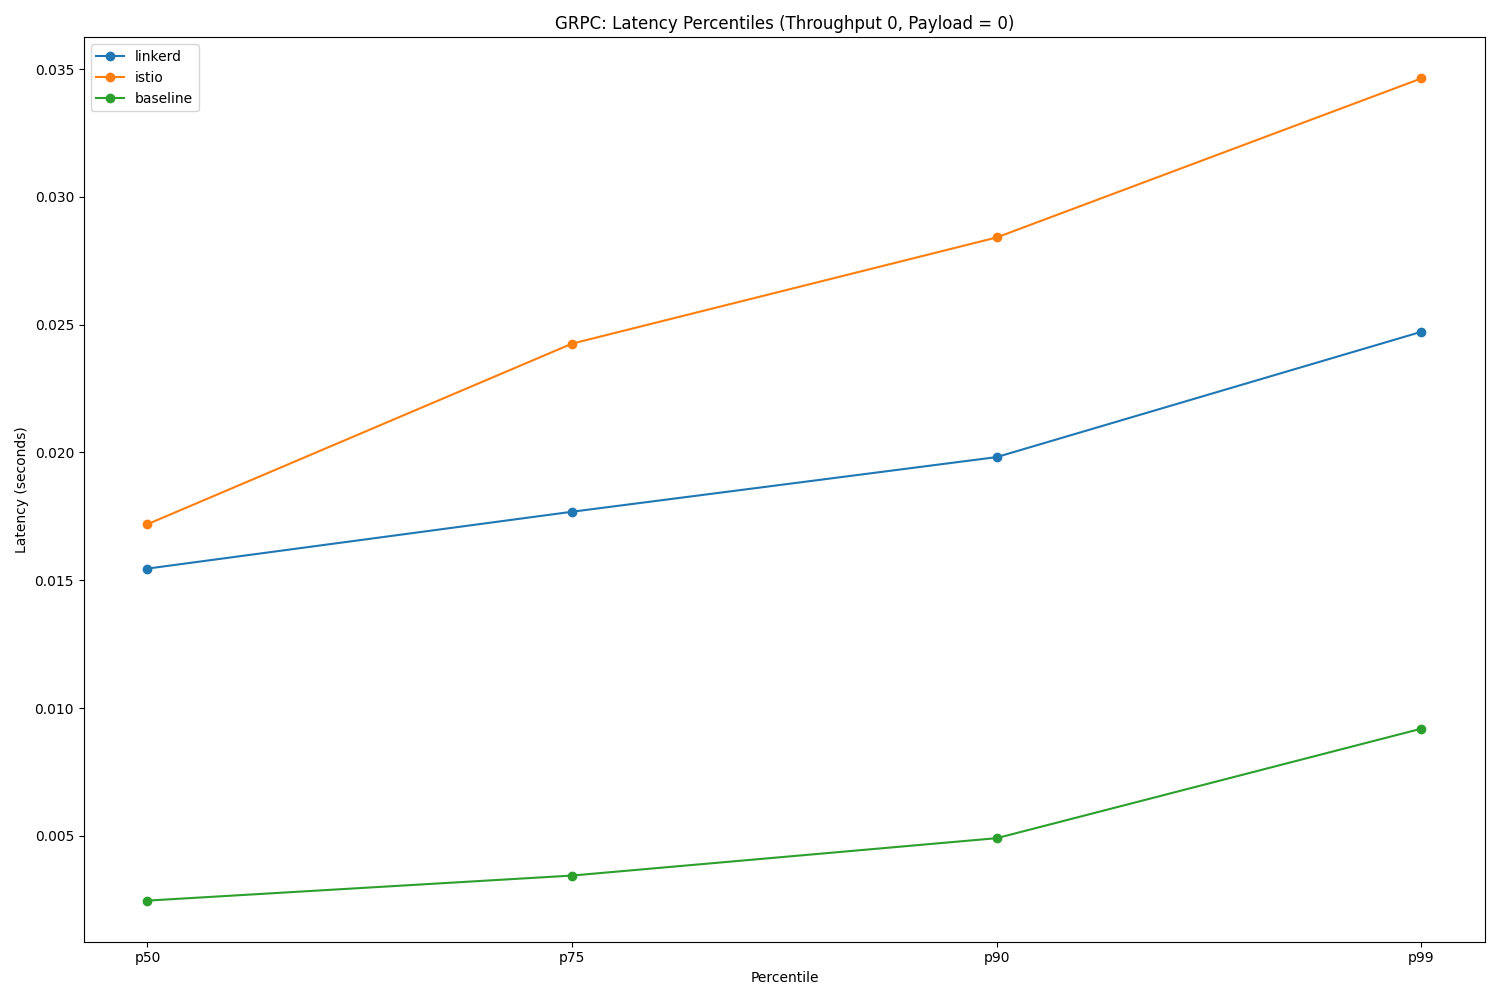 GRPC: Latency Percentiles (Throughput 0, Payload = 0)
linkerd
istio
baseline
0.035
0.030
0.025
0.020
0.015
0.010
0.005
Latency (seconds)
p50
p75
p90
p99
Percentile